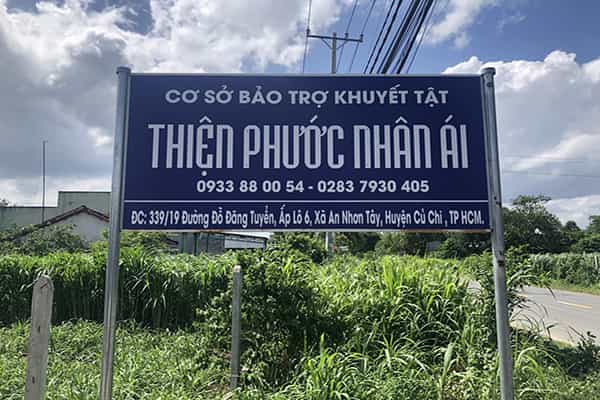 CƠ SỞ BẢO TRỢ KHUYẾT TẬT
THIỆN PHƯỚC NHÂN ÁI
0933 88 00 54 - 0283 7930 405
ĐC: 339/19 Đường Đỗ Đăng Tuyển, Ấp Lô 6, Xã An Nhơn Tây, Huyện Củ Chi , TP HCM.